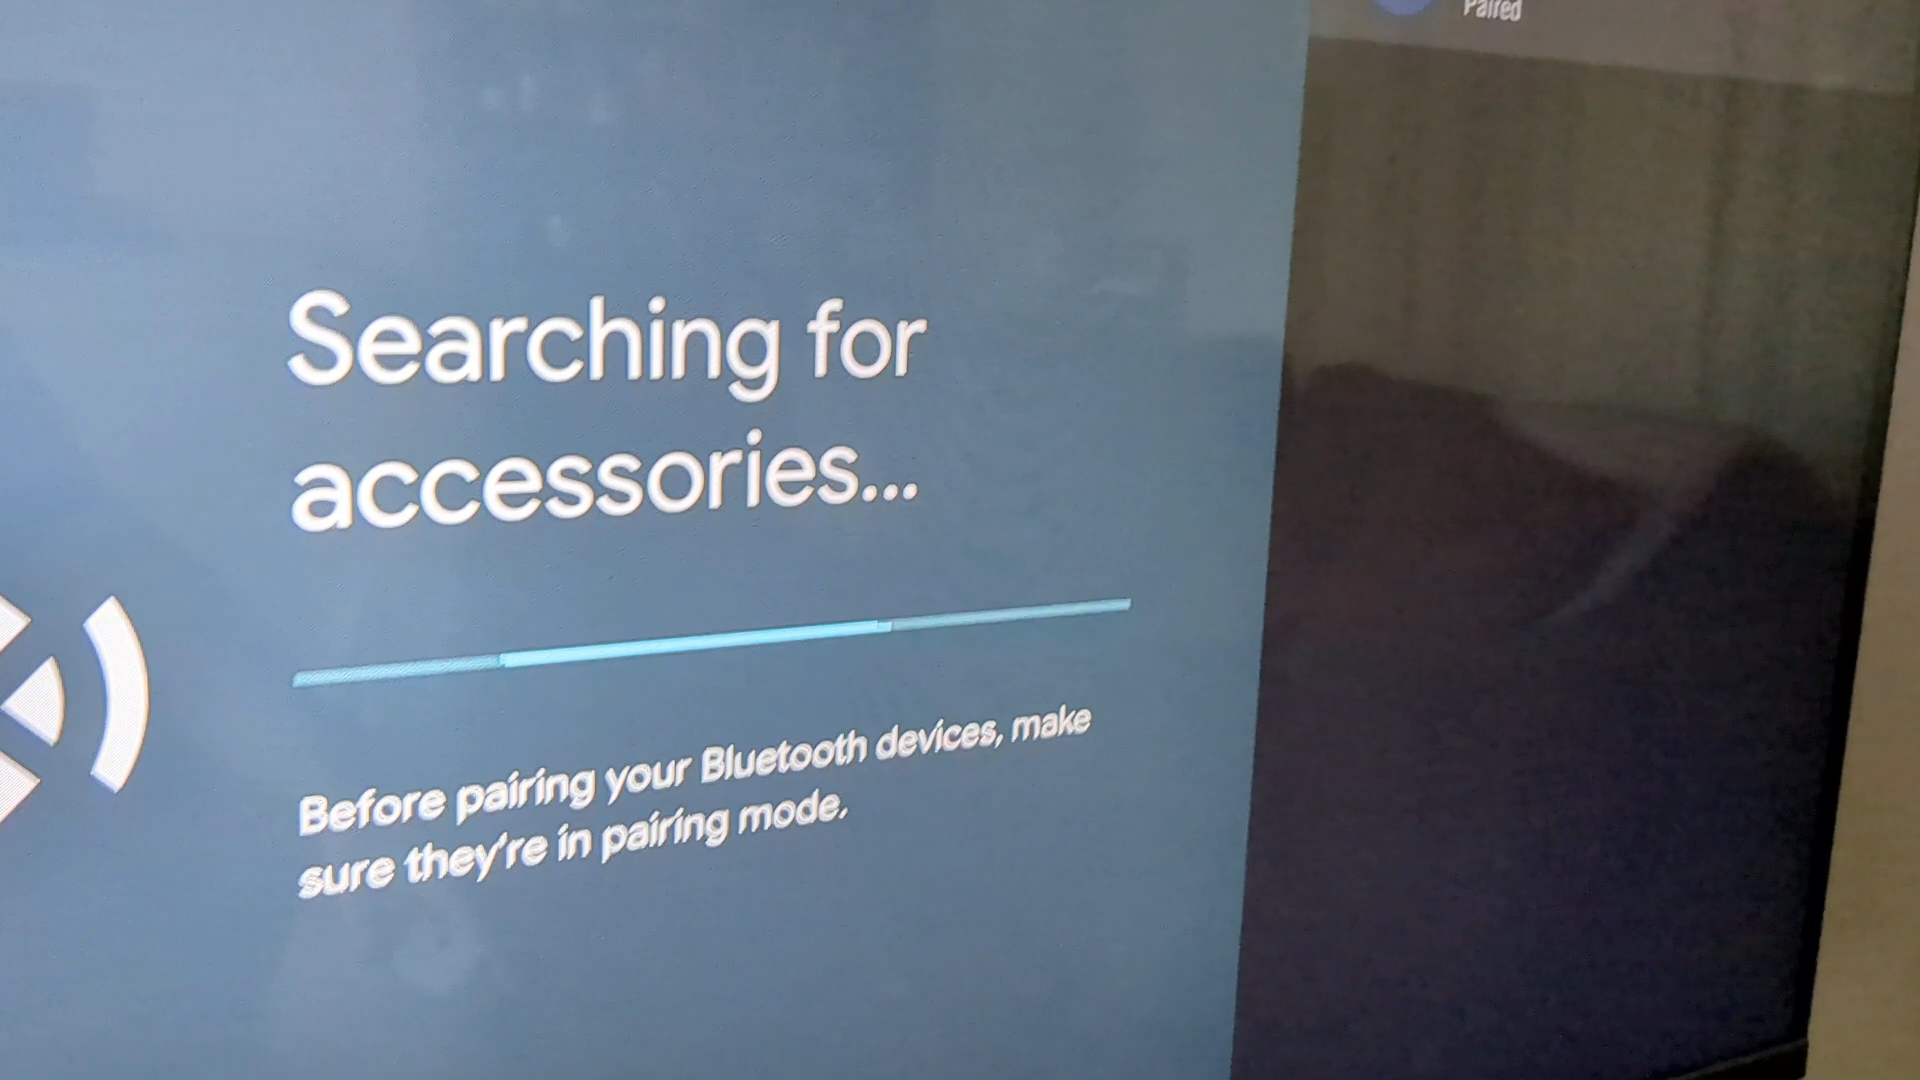 Paired
Searching for
accessories...
Before pairing your Bluetooth devices, make
sure they're in pairing mode.